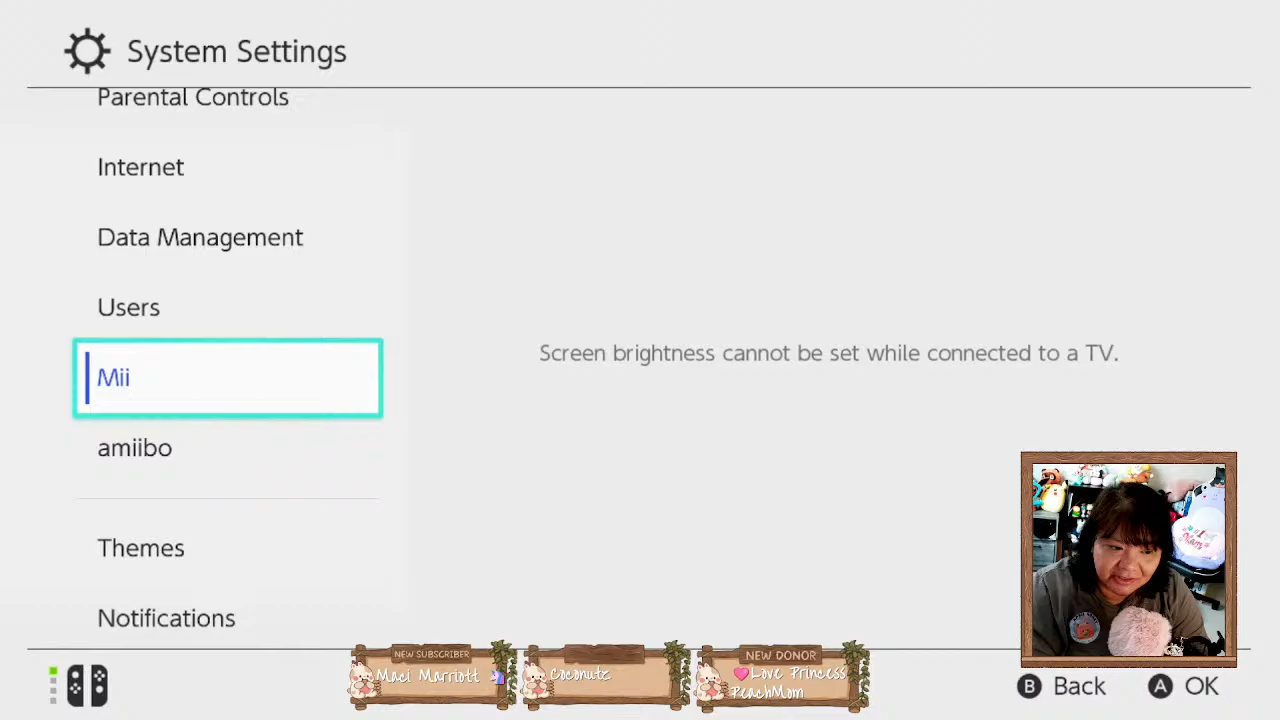 System Settings
Parental Controls
Internet
Data Management
Users
Mii
amiibo
Themes
Notifications
Screen brightness cannot be set while connected to a TV.
NEW SUBSCRIBER
Maci Marriott
Coconutz
NEW DONOR
Love Princess
PeachMom
B Back
A OK